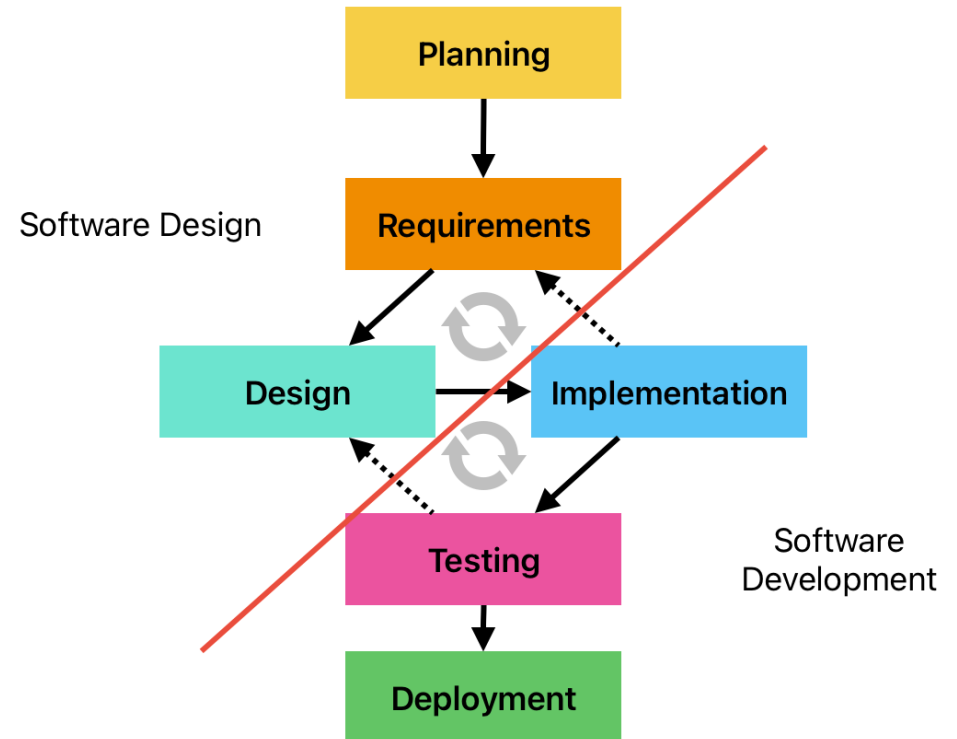 Planning
Software Design
Requirements
Design
Implementation
Testing
Software
Development
Deployment